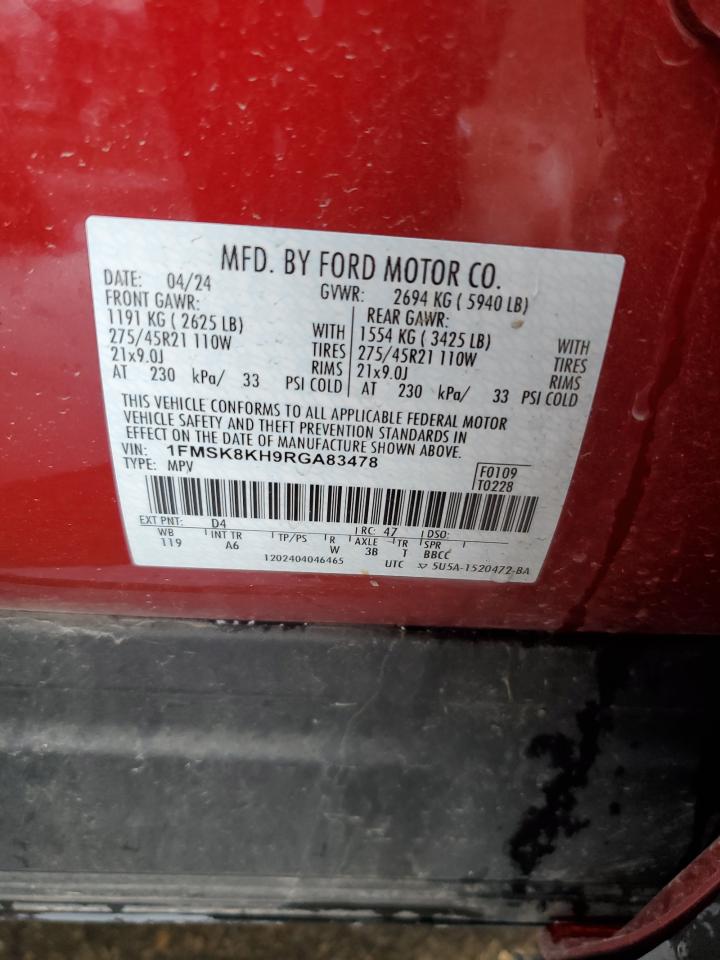 MFD. BY FORD MOTOR CO.
DATE: 04/24 GVWR: 2694 KG ( 5940 LB)
FRONT GAWR: REAR GAWR:
1191 KG ( 2625 LB) WITH 1554 KG ( 3425 LB) WITH
275/45R21 110W TIRES 275/45R21 110W TIRES
21x9.0J RIMS 21x9.0J RIMS
AT 230 kPa/ 33 PSI COLD AT 230 kPa/ 33 PSI COLD
THIS VEHICLE CONFORMS TO ALL APPLICABLE FEDERAL MOTOR
VEHICLE SAFETY AND THEFT PREVENTION STANDARDS IN
EFFECT ON THE DATE OF MANUFACTURE SHOWN ABOVE.
VIN: 1FMSK8KH9RGA83478
TYPE: MPV F0109
T0228
EXT PNT: D4 RC: 47 DSO:
WB INT TR TP/PS R AXLE TR SPR
119 A6 W 3B T BBCC
1202404046465 UTC 5U5A-1520472-BA